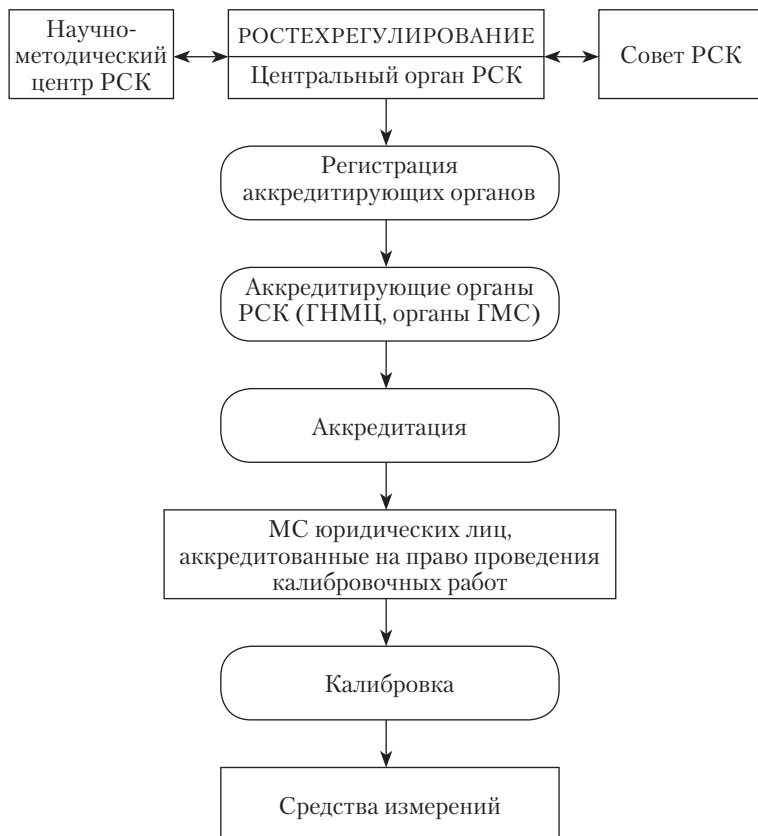 Научно-
методический
центр РСК
РОСТЕХРЕГУЛИРОВАНИЕ
Центральный орган РСК
Совет РСК
Регистрация
аккредитирующих органов
Аккредитирующие органы
РСК (ГНМЦ, органы ГМС)
Аккредитация
МС юридических лиц,
аккредитованные на право проведения
калибровочных работ
Калибровка
Средства измерений